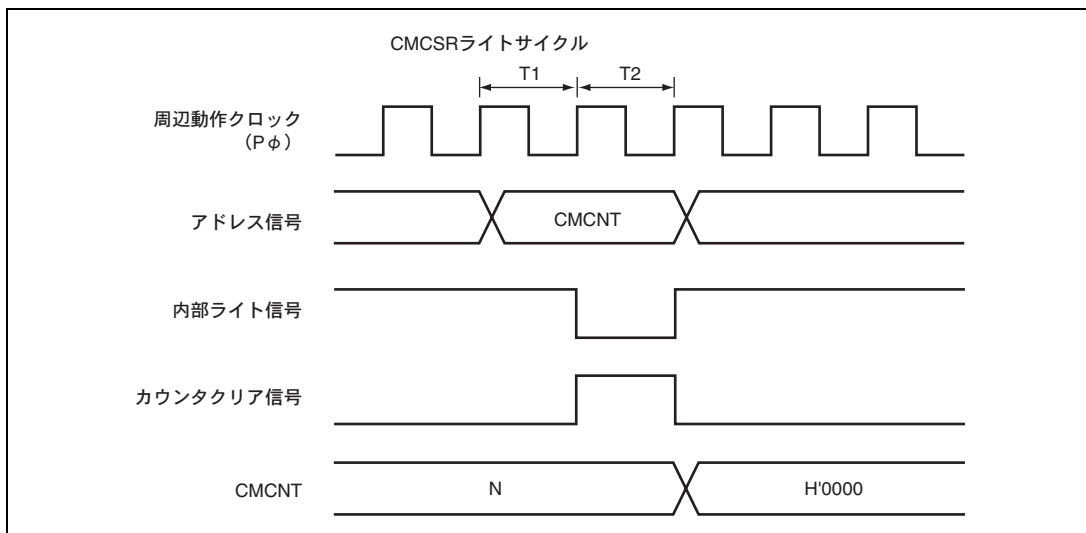 CMCSRライトサイクル
T1 T2
周辺動作クロック
（Pφ）
アドレス信号
CMCNT
内部ライト信号
カウンタクリア信号
CMCNT
N
H'0000